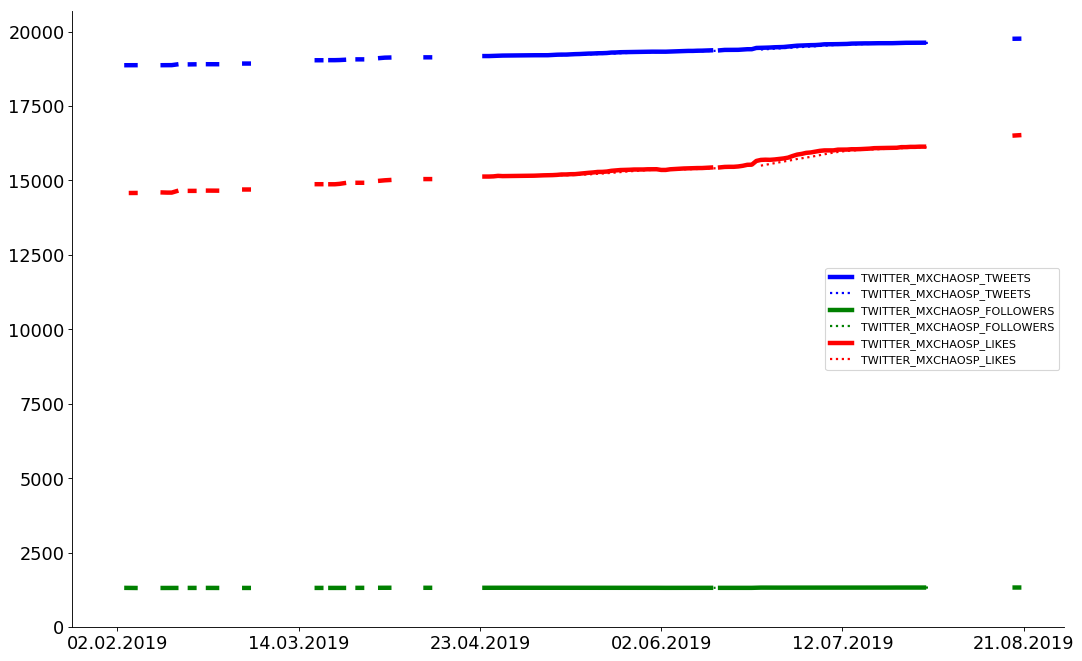 20000
17500
15000
12500
10000
7500
5000
2500
0
TWITTER_MXCHAOSP_TWEETS
TWITTER_MXCHAOSP_TWEETS
TWITTER_MXCHAOSP_FOLLOWERS
TWITTER_MXCHAOSP_FOLLOWERS
TWITTER_MXCHAOSP_LIKES
TWITTER_MXCHAOSP_LIKES
02.02.2019 14.03.2019 23.04.2019 02.06.2019 12.07.2019 21.08.2019